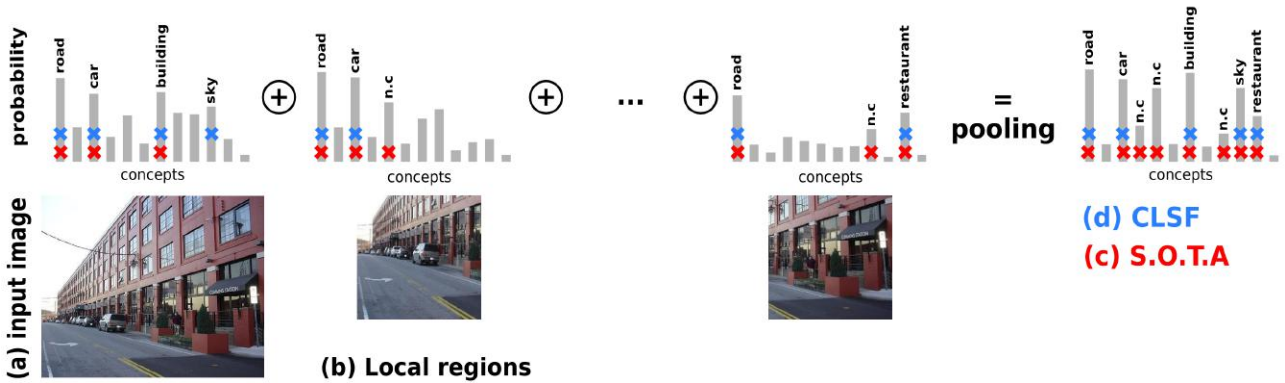 probability
road
car
building
sky
concepts
+
road
car
n.c
concepts
+
...
+
road
n.c
restaurant
concepts
=
pooling
road
car
n.c
n.c
building
n.c
sky
restaurant
concepts
(a) input image
(b) Local regions
(d) CLSF
(c) S.O.T.A